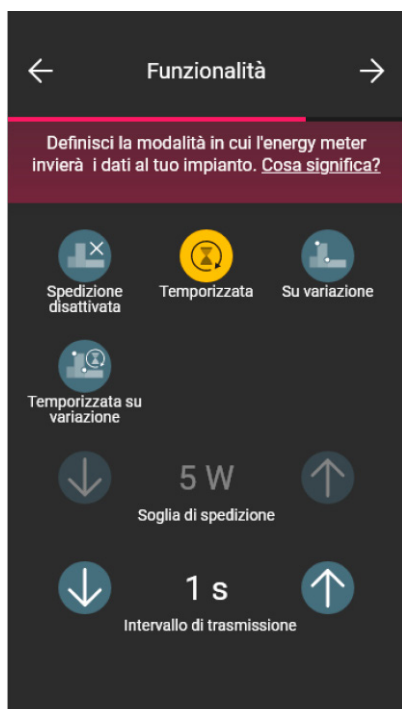 Funzionalità
Definisci la modalità in cui l'energy meter
invierà i dati al tuo impianto. Cosa significa?
Spedizione
disattivata
Temporizzata
Su variazione
Temporizzata su
variazione
5 W
Soglia di spedizione
1 s
Intervallo di trasmissione